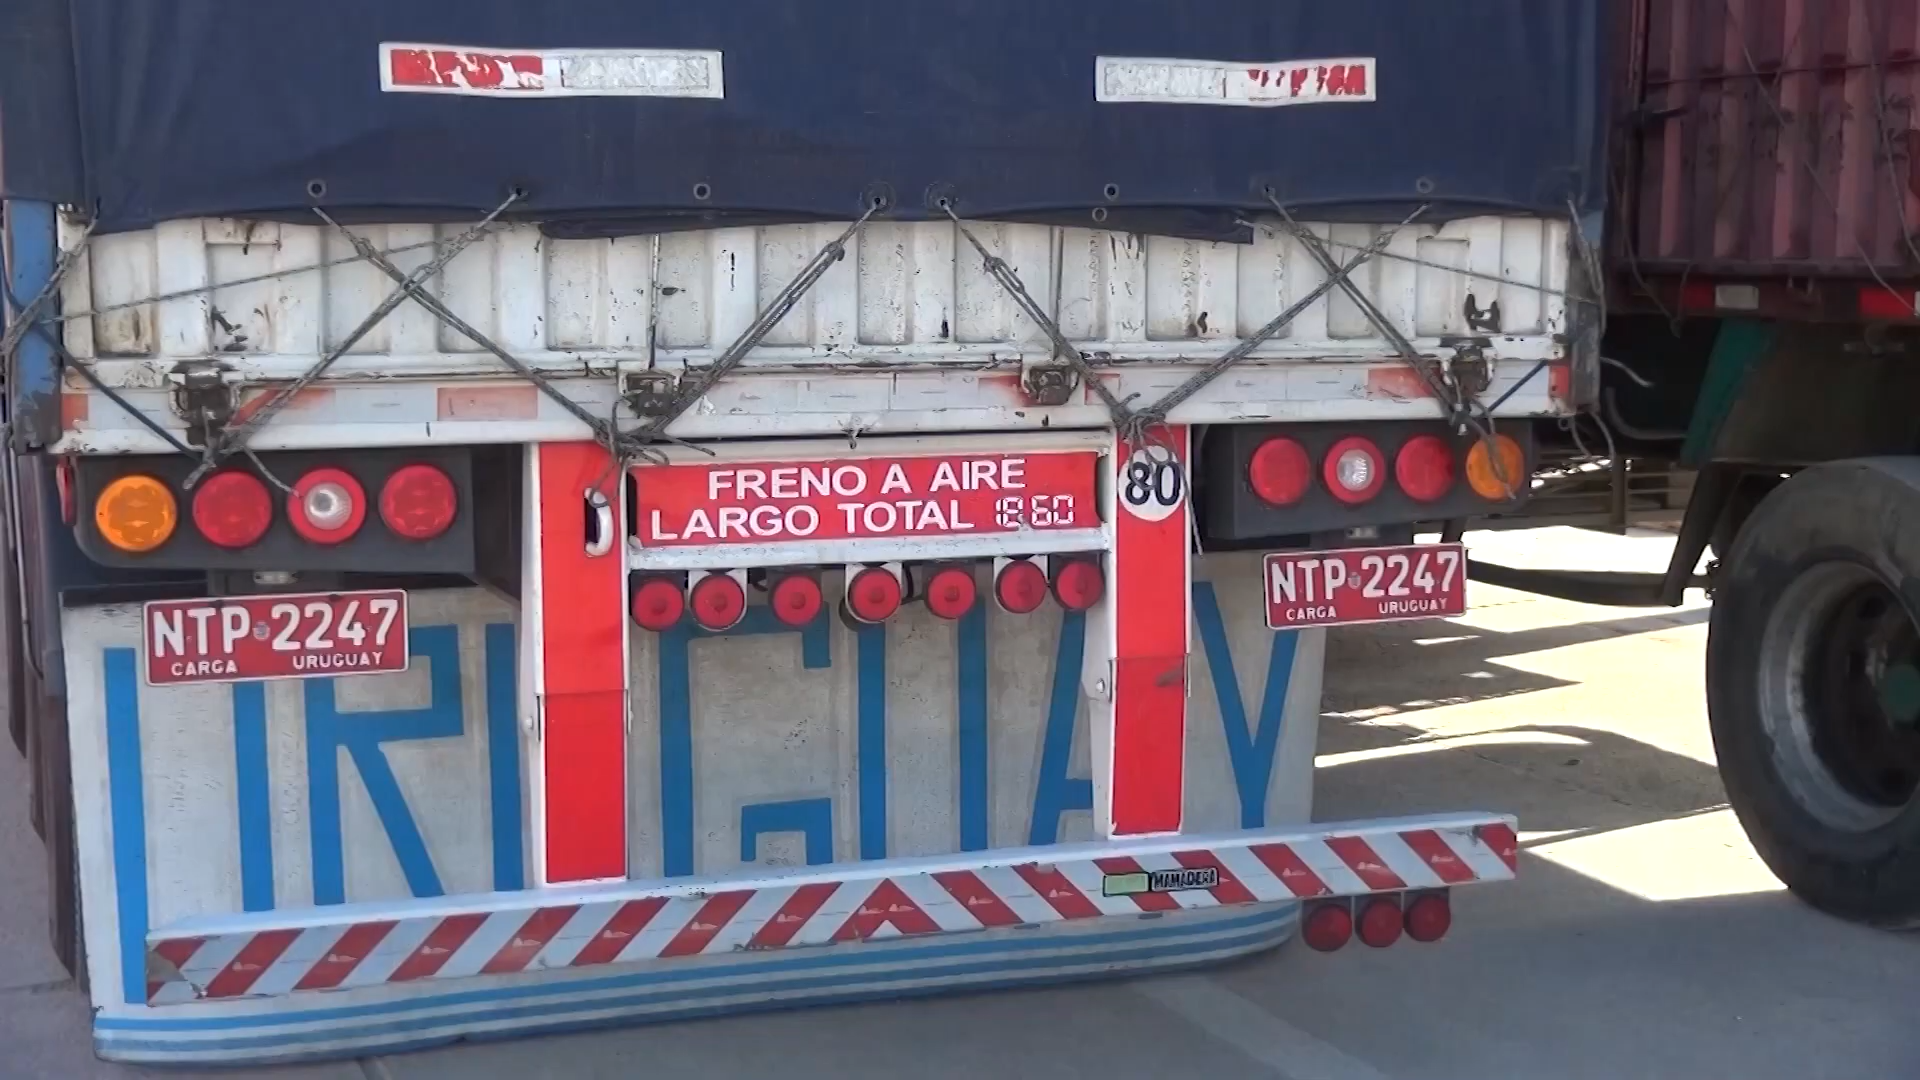 FRENO A AIRE
LARGO TOTAL 18 60
80
NTP 2247
CARGA URUGUAY
NTP 2247
CARGA URUGUAY
URUGUAY
MAMADERA